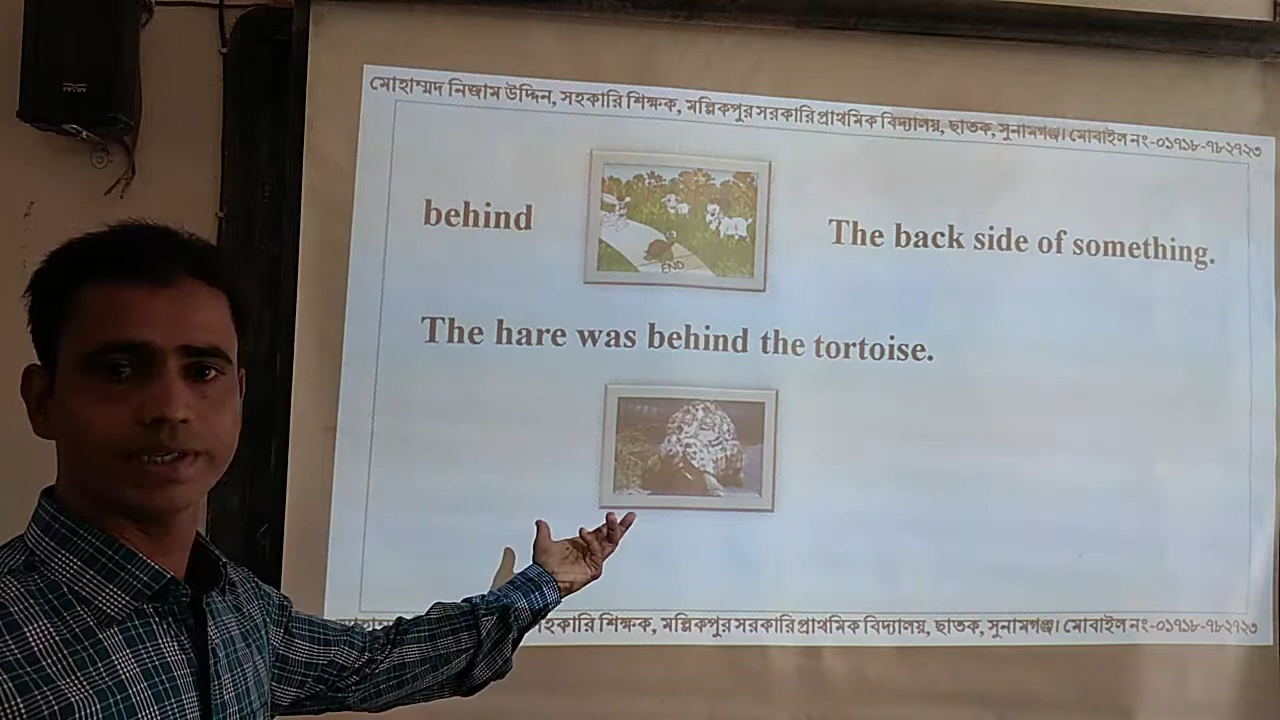 মোহাম্মদ নিজাম উদ্দিন, সহকারি শিক্ষক, মল্লিকপুর সরকারি প্রাথমিক বিদ্যালয়, ছাতক, সুনামগঞ্জ। মোবাইল নং-০১৭১৮-৭৮২৭২৩
behind
END
The back side of something.
The hare was behind the tortoise.
শিক্ষক, মল্লিকপুর সরকারি প্রাথমিক বিদ্যালয়, ছাতক, সুনামগঞ্জ। মোবাইল নং-০১৭১৮-৭৮২৭২৩